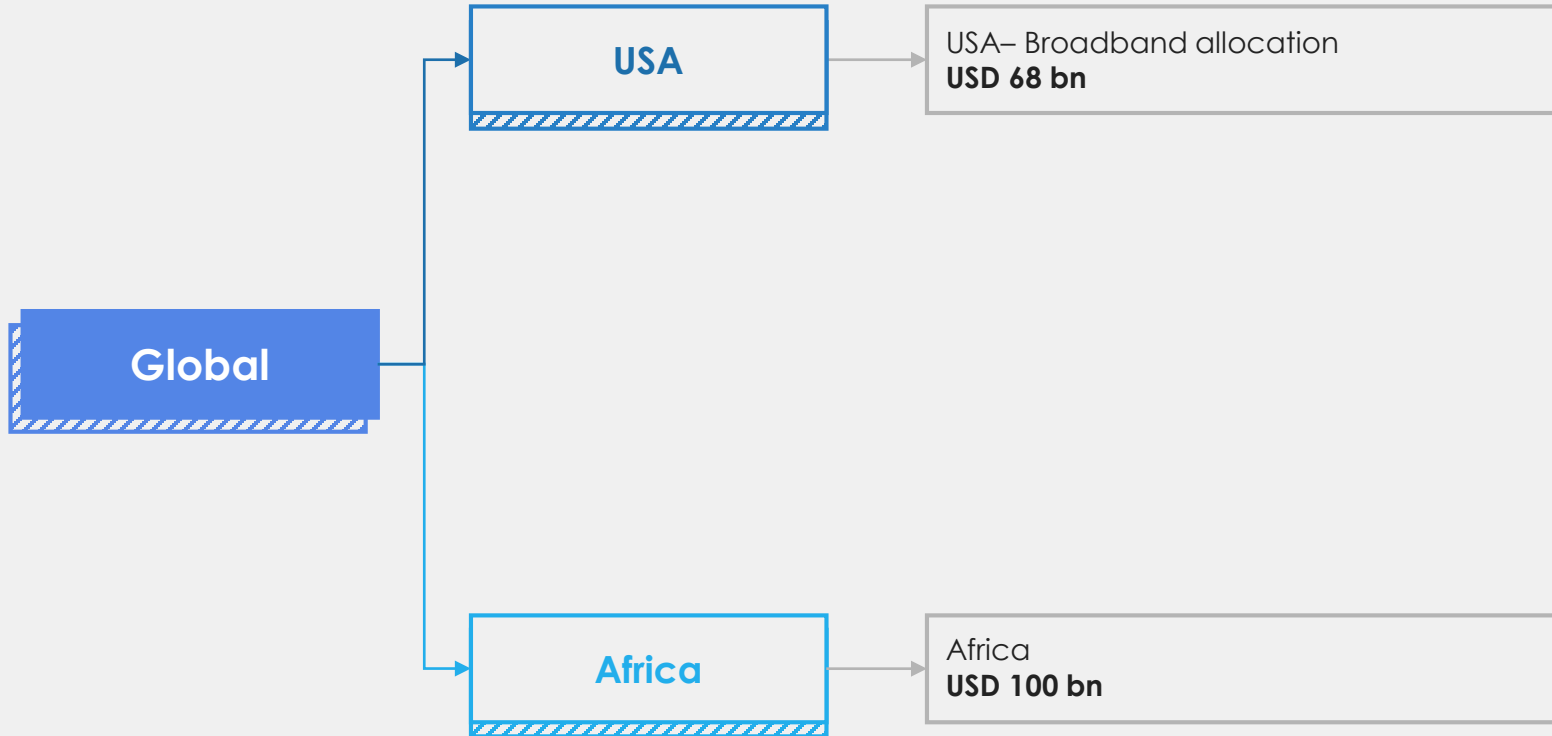 USA
USA– Broadband allocation
USD 68 bn
Global
Africa
Africa
USD 100 bn